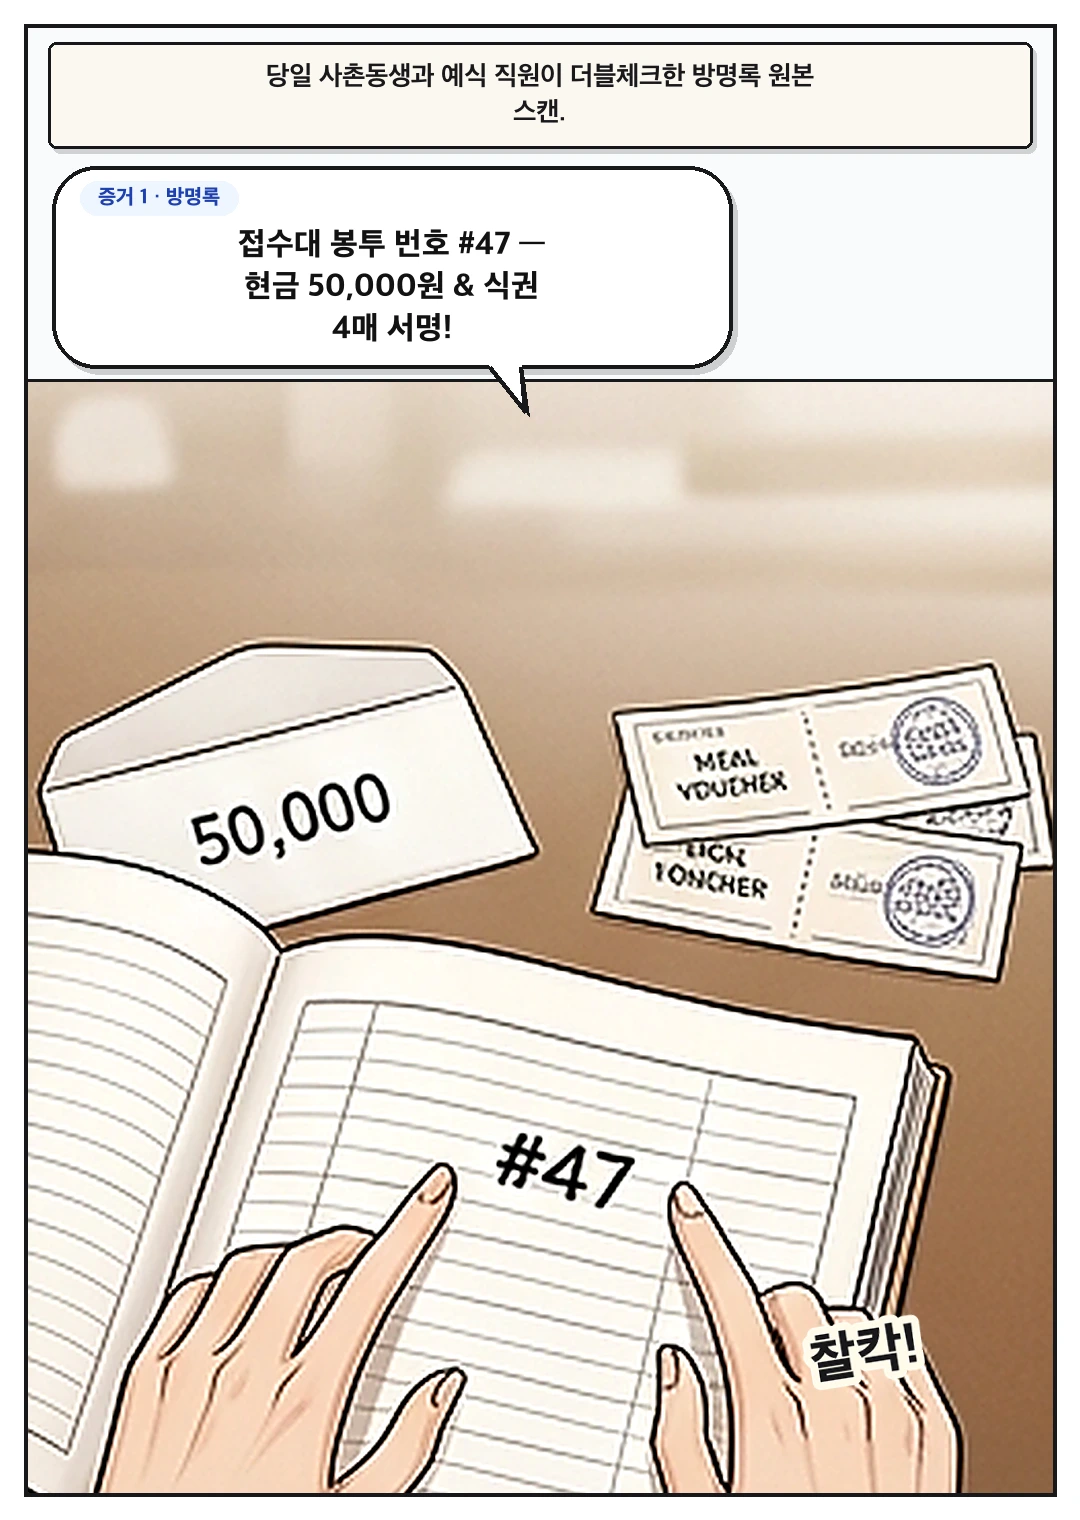 당일 사촌동생과 예식 직원이 더블체크한 방명록 원본
스캔.
증거 1 · 방명록
접수대 봉투 번호 #47 —
현금 50,000원 & 식권
4매 서명!
50,000
MEAL
#47
찰칵!